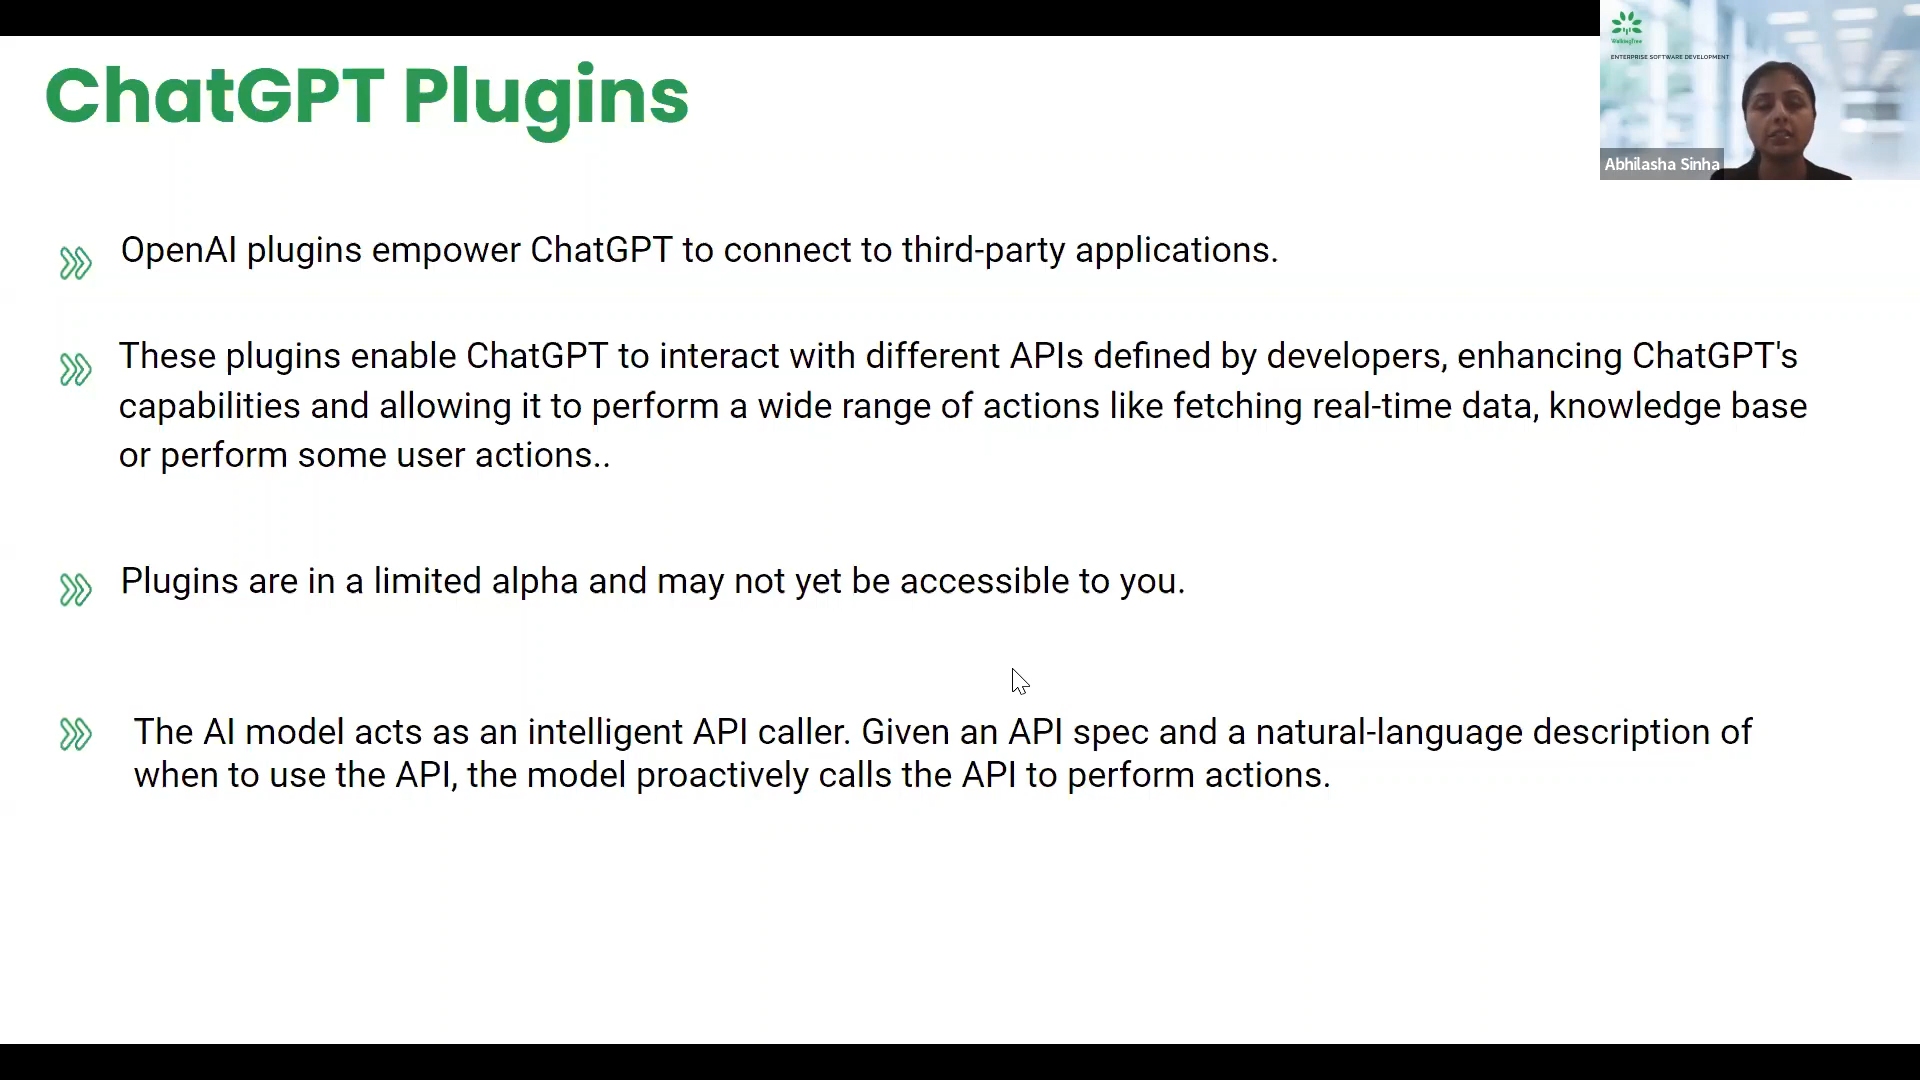 ChatGPT Plugins
WalkingTree
ENTERPRISE SOFTWARE DEVELOPMENT
Abhilasha Sinha
OpenAI plugins empower ChatGPT to connect to third-party applications.
These plugins enable ChatGPT to interact with different APIs defined by developers, enhancing ChatGPT's
capabilities and allowing it to perform a wide range of actions like fetching real-time data, knowledge base
or perform some user actions..
Plugins are in a limited alpha and may not yet be accessible to you.
The AI model acts as an intelligent API caller. Given an API spec and a natural-language description of
when to use the API, the model proactively calls the API to perform actions.